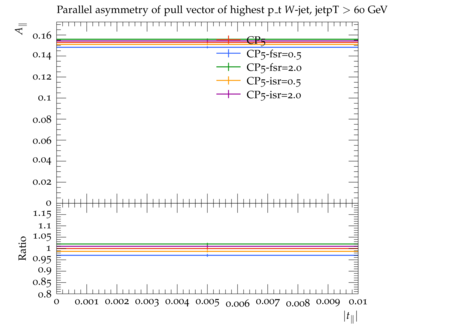 Parallel asymmetry of pull vector of highest p_t W-jet, jetpT > 60 GeV
A∥
0.16
0.14
0.12
0.1
0.08
0.06
0.04
0.02
0
CP5
CP5-fsr=0.5
CP5-fsr=2.0
CP5-isr=0.5
CP5-isr=2.0
Ratio
1.15
1.1
1.05
1
0.95
0.9
0.85
0.8
0 0.001 0.002 0.003 0.004 0.005 0.006 0.007 0.008 0.009 0.01
|t∥|